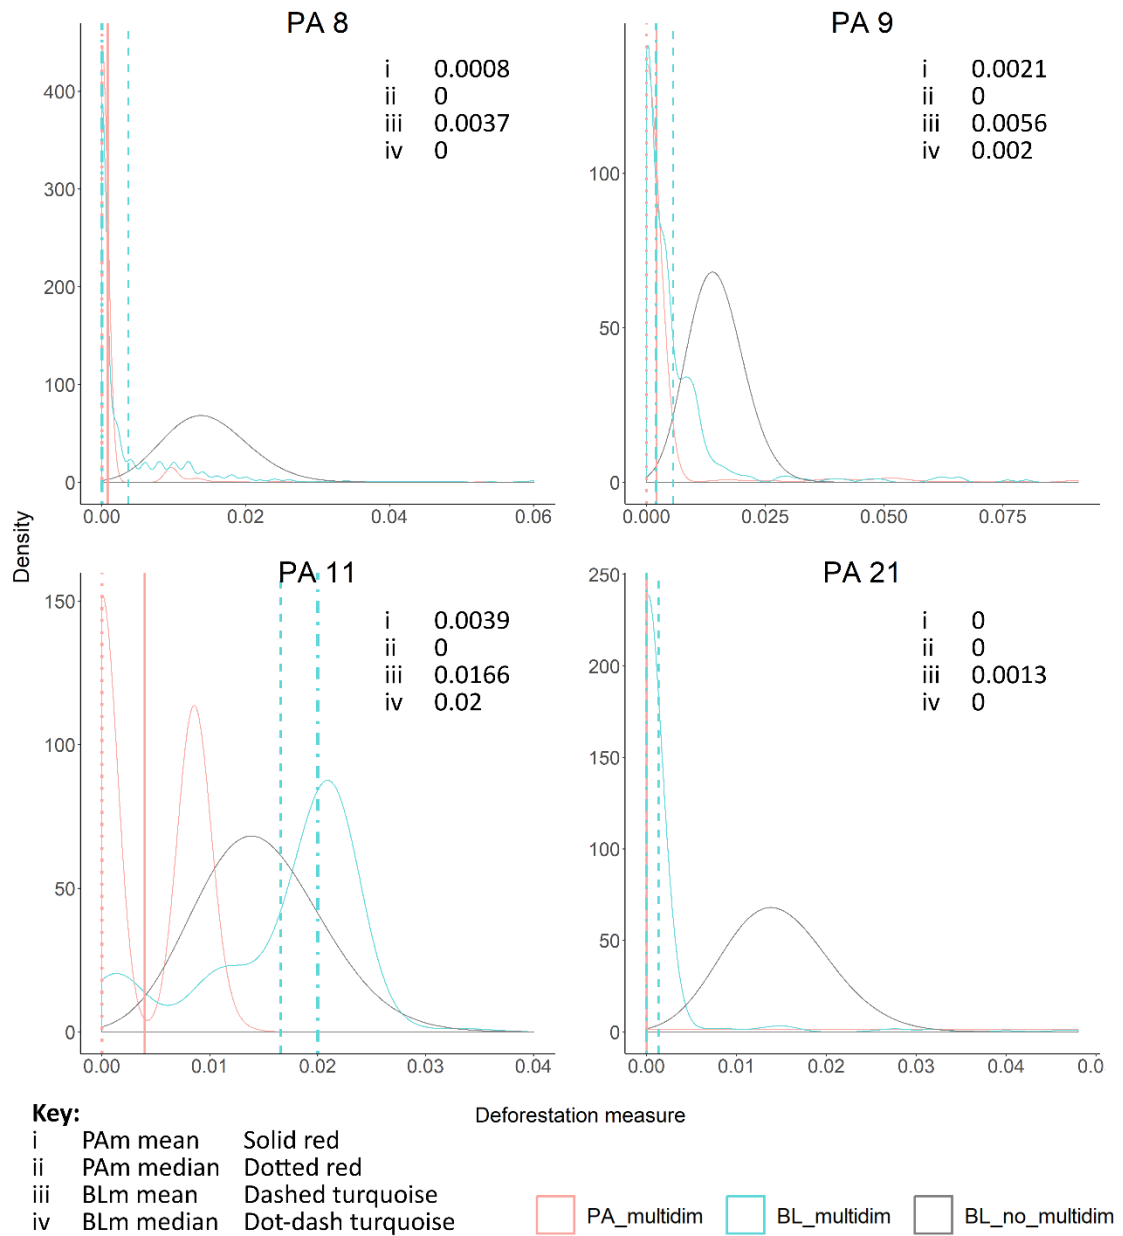 PA 8
i 0.0008
ii 0
iii 0.0037
iv 0
400
300
200
100
0
0.00 0.02 0.04 0.06
PA 9
i 0.0021
ii 0
iii 0.0056
iv 0.002
100
50
0
0.000 0.025 0.050 0.075
Density
PA 11
i 0.0039
ii 0
iii 0.0166
iv 0.02
150
100
50
0
0.00 0.01 0.02 0.03 0.04
PA 21
i 0
ii 0
iii 0.0013
iv 0
250
200
150
100
50
0
0.00 0.01 0.02 0.03 0.04 0.0
Deforestation measure
Key:
i PAm mean Solid red
ii PAm median Dotted red
iii BLm mean Dashed turquoise
iv BLm median Dot-dash turquoise
PA_multidim BL_multidim BL_no_multidim